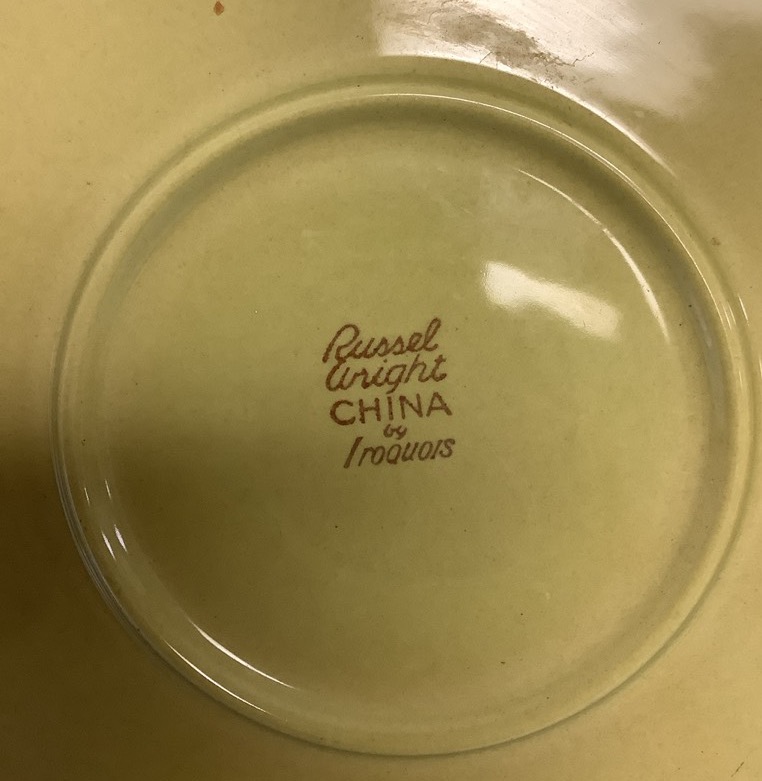 Russel
Wright
CHINA
by
Iroquois